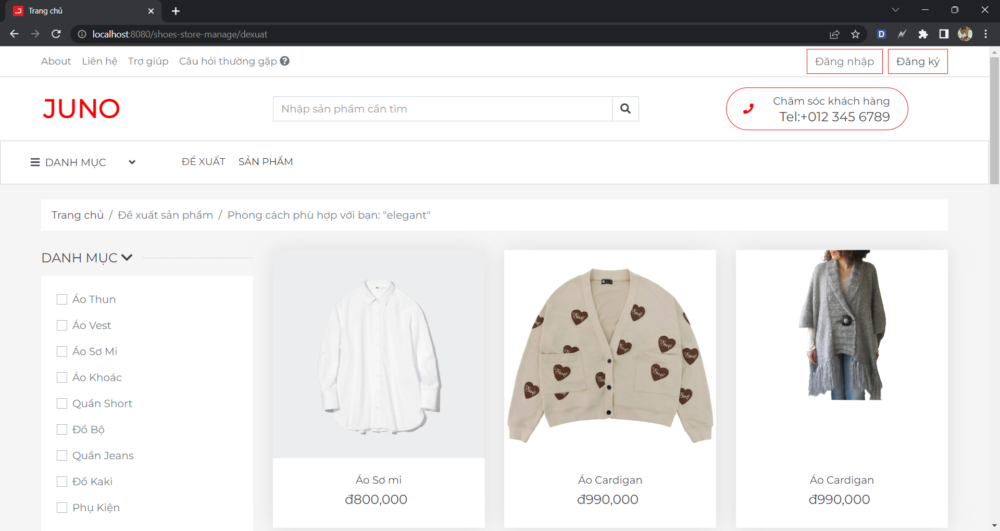 Trang chủ
localhost:8080/shoes-store-manage/dexuat
D
About Liên hệ Trợ giúp Câu hỏi thường gặp
Đăng nhập Đăng ký
JUNO
Nhập sản phẩm cần tìm
Chăm sóc khách hàng
Tel:+012 345 6789
DANH MỤC ĐỀ XUẤT SẢN PHẨM
Trang chủ / Đề xuất sản phẩm / Phong cách phù hợp với bạn: "elegant"
DANH MỤC
Áo Thun
Áo Vest
Áo Sơ Mi
Áo Khoác
Quần Short
Đồ Bộ
Quần Jeans
Đồ Kaki
Phụ Kiện
Áo Sơ mi
đ800,000
Áo Cardigan
đ990,000
Áo Cardigan
đ990,000